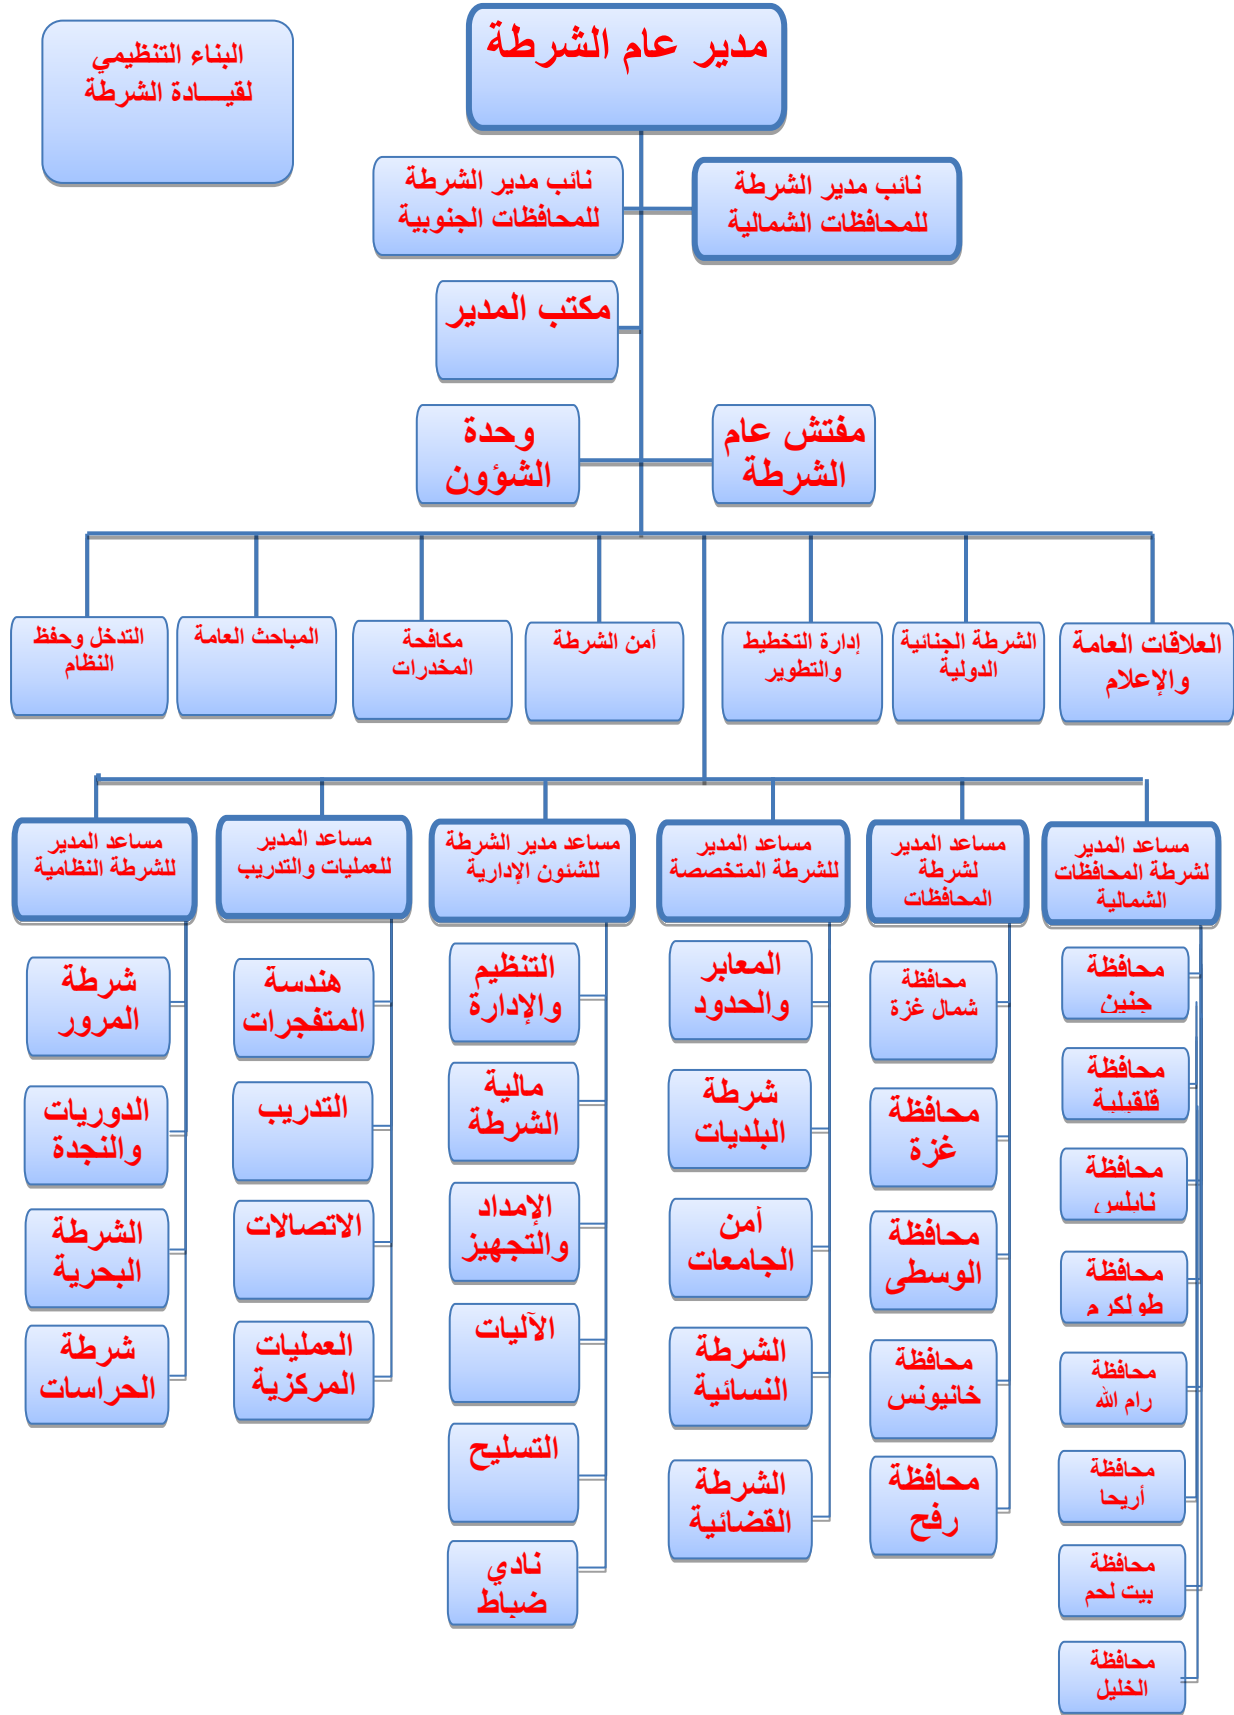 مدير عام الشرطة
البناء التنظيمي
لقيـــادة الشرطة
نائب مدير الشرطة
للمحافظات الشمالية
نائب مدير الشرطة
للمحافظات الجنوبية
مكتب المدير
مفتش عام
الشرطة
وحدة
الشؤون
العلاقات العامة
والإعلام
الشرطة الجنائية
الدولية
إدارة التخطيط
والتطوير
أمن الشرطة
مكافحة
المخدرات
المباحث العامة
التدخل وحفظ
النظام
مساعد المدير
لشرطة المحافظات
الشمالية
مساعد المدير
لشرطة
المحافظات
مساعد المدير
للشرطة المتخصصة
مساعد مدير الشرطة
للشئون الإدارية
مساعد المدير
للعمليات والتدريب
مساعد المدير
للشرطة النظامية
محافظة
جنين
محافظة
قلقيلية
محافظة
نابلس
محافظة
طولكرم
محافظة
رام الله
محافظة
أريحا
محافظة
بيت لحم
محافظة
الخليل
محافظة
شمال غزة
محافظة
غزة
محافظة
الوسطى
محافظة
خانيونس
محافظة
رفح
المعابر
والحدود
شرطة
البلديات
أمن
الجامعات
الشرطة
النسائية
الشرطة
القضائية
التنظيم
والإدارة
مالية
الشرطة
الإمداد
والتجهيز
الآليات
التسليح
نادي
ضباط
هندسة
المتفجرات
التدريب
الاتصالات
العمليات
المركزية
شرطة
المرور
الدوريات
والنجدة
الشرطة
البحرية
شرطة
الحراسات